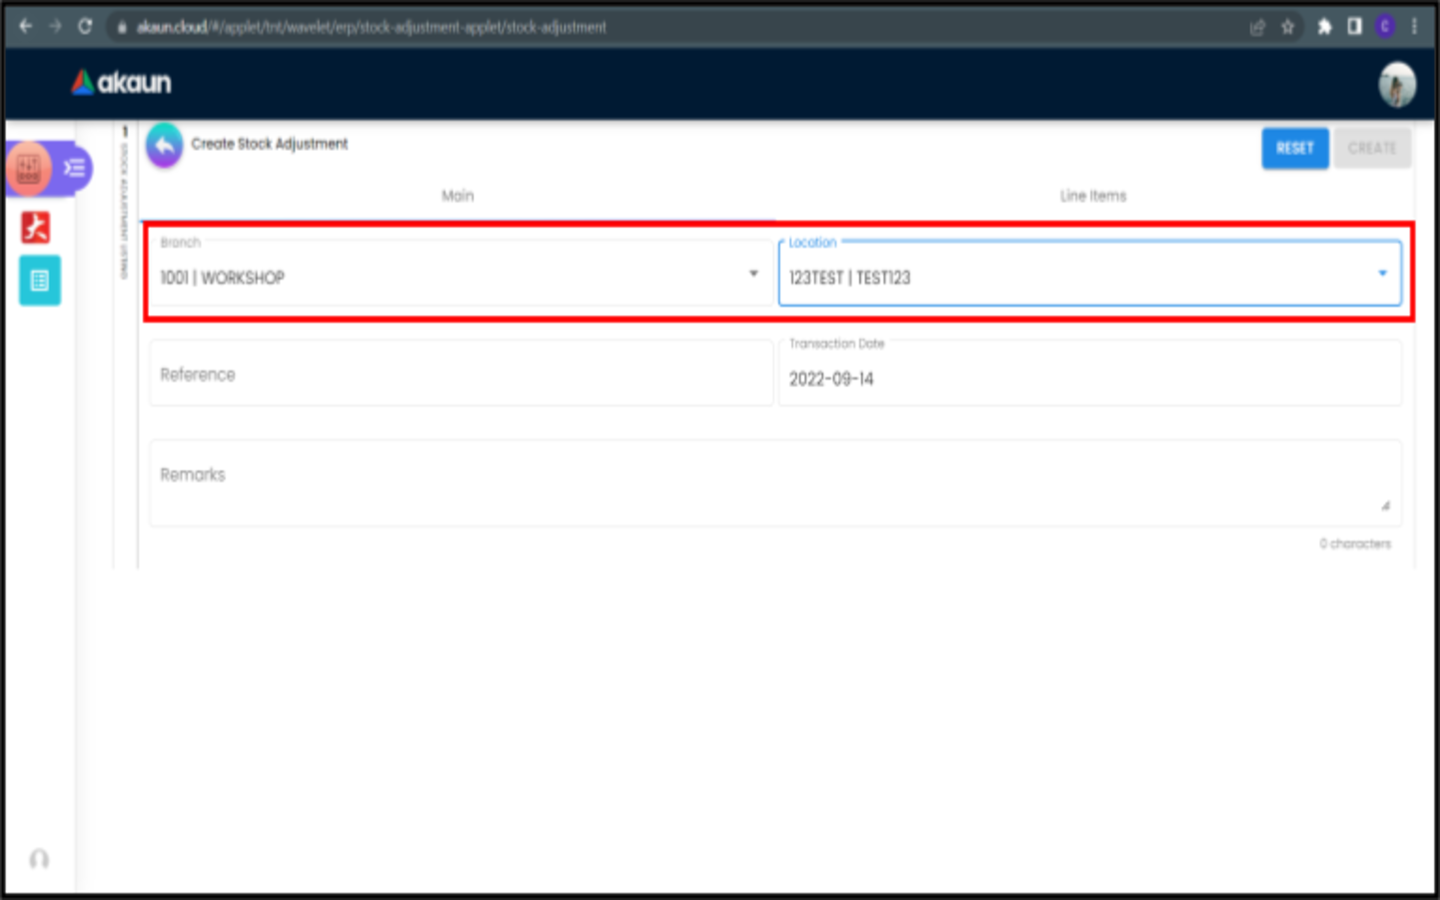 akaun.cloud/#/applet/tnt/wavelet/erp/stock-adjustment-applet/stock-adjustment
C
akaun
1
STOCK ADJUSTMENT LISTING
Create Stock Adjustment
RESET
CREATE
Main
Line Items
Branch
1001 | WORKSHOP
Location
123TEST | TEST123
Reference
Transaction Date
2022-09-14
Remarks
0 characters